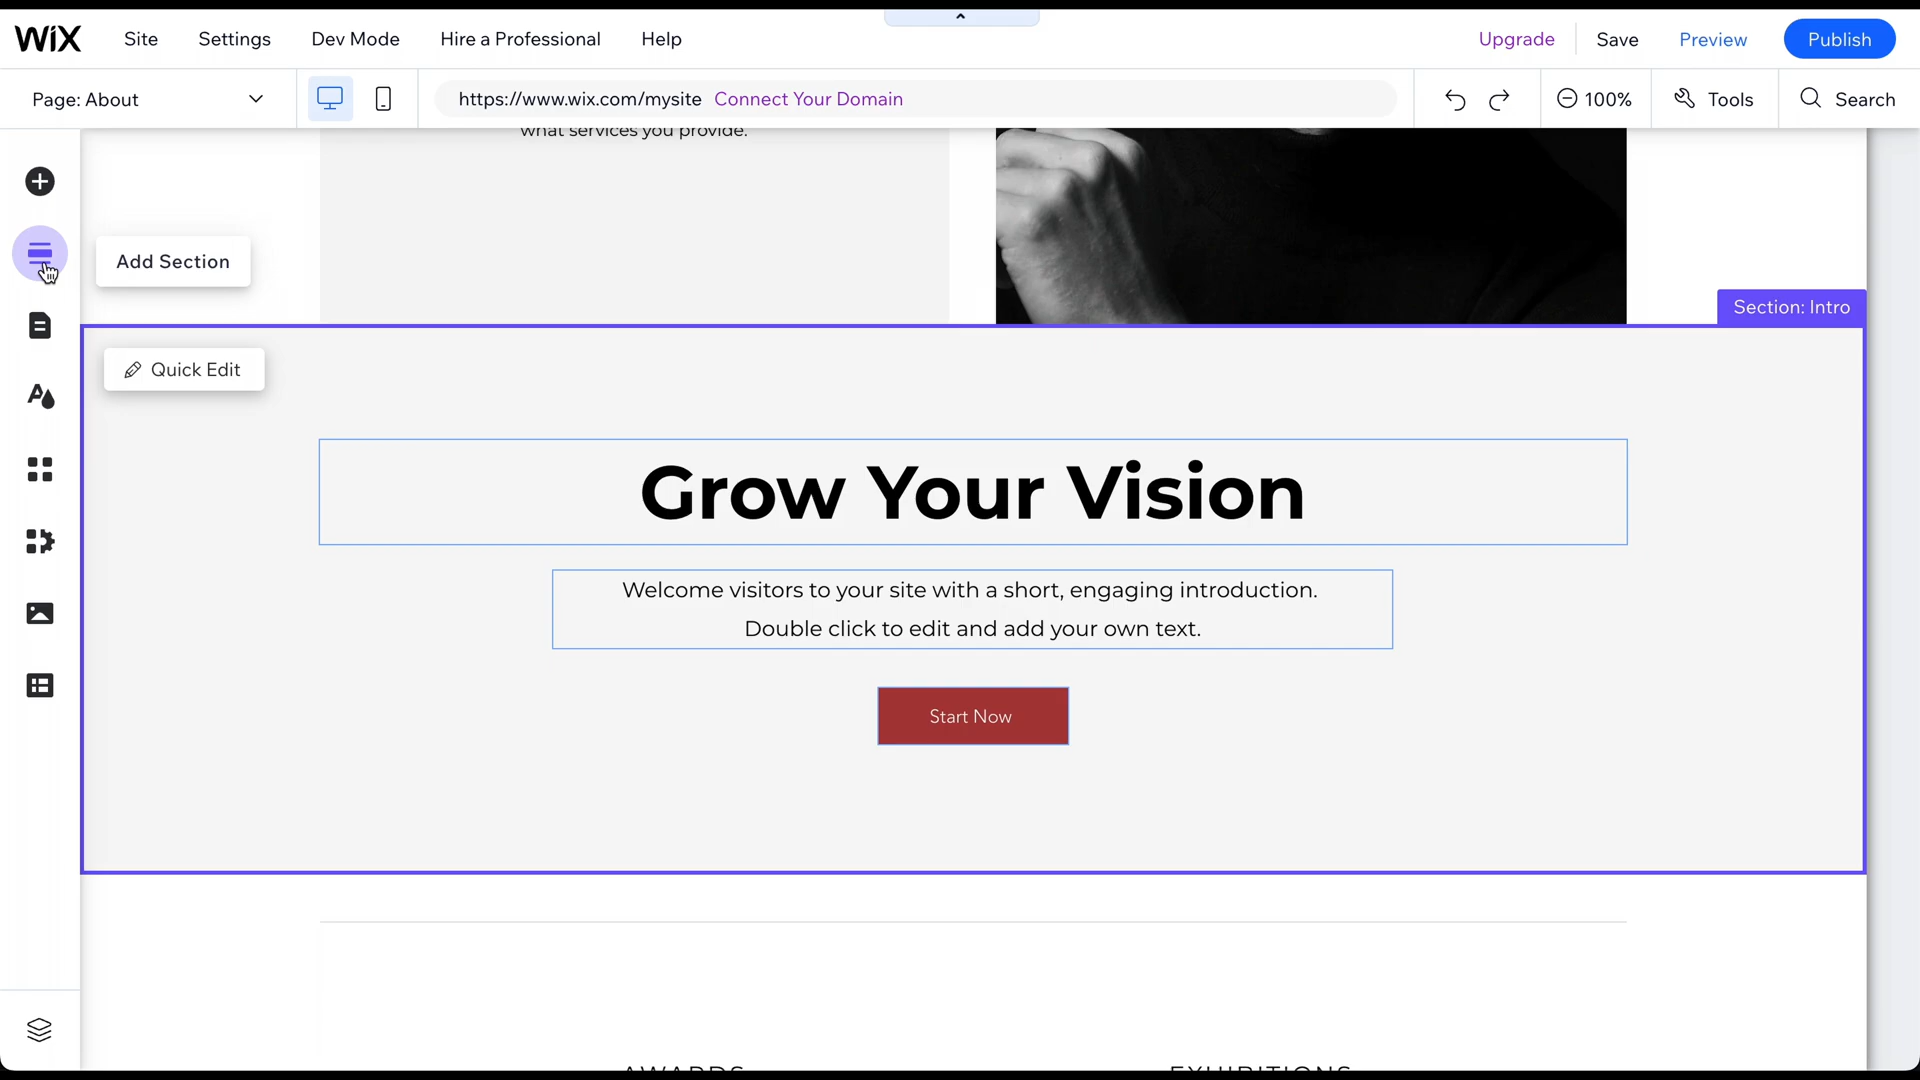 WiX Site Settings Dev Mode Hire a Professional Help Upgrade Save Preview Publish
Page: About https://www.wix.com/mysite Connect Your Domain 100% Tools Search
what services you provide.
Add Section
Section: Intro
Quick Edit
Grow Your Vision
Welcome visitors to your site with a short, engaging introduction.
Double click to edit and add your own text.
Start Now
AWARDS EXHIBITIONS